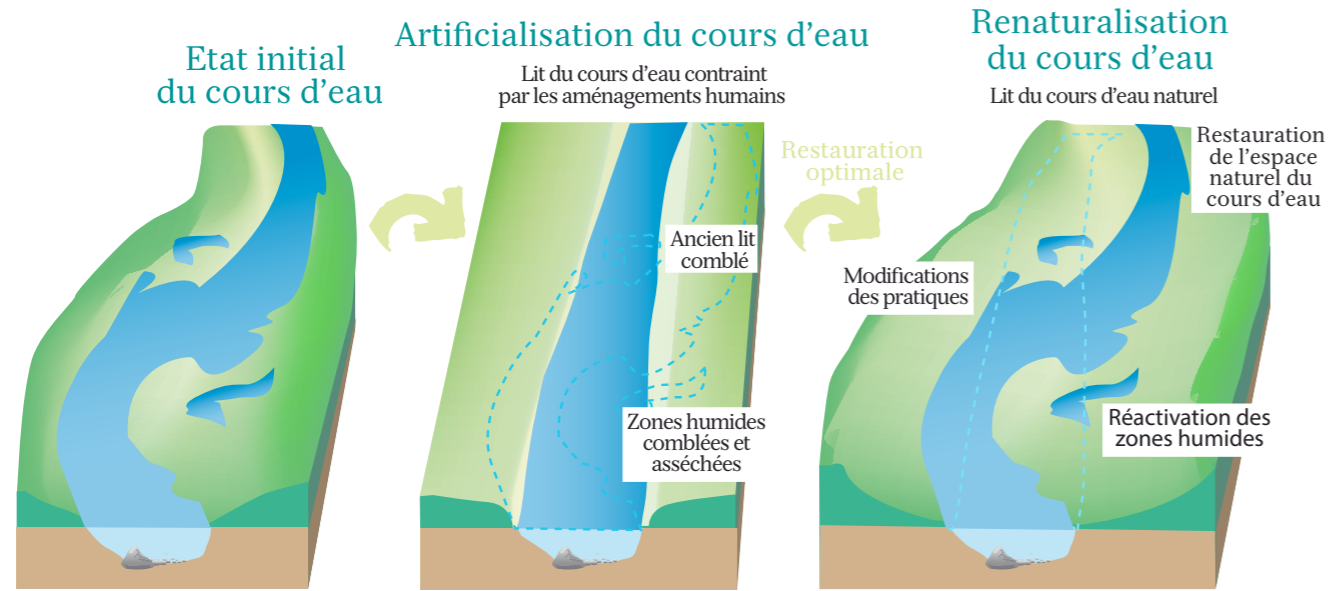 Etat initial
du cours d'eau
Artificialisation du cours d'eau
Lit du cours d'eau contraint
par les aménagements humains
Ancien lit
comblé
Zones humides
comblées et
asséchées
Restauration
optimale
Renaturalisation
du cours d'eau
Lit du cours d'eau naturel
Restauration
de l'espace
naturel du
cours d'eau
Modifications
des pratiques
Réactivation des
zones humides